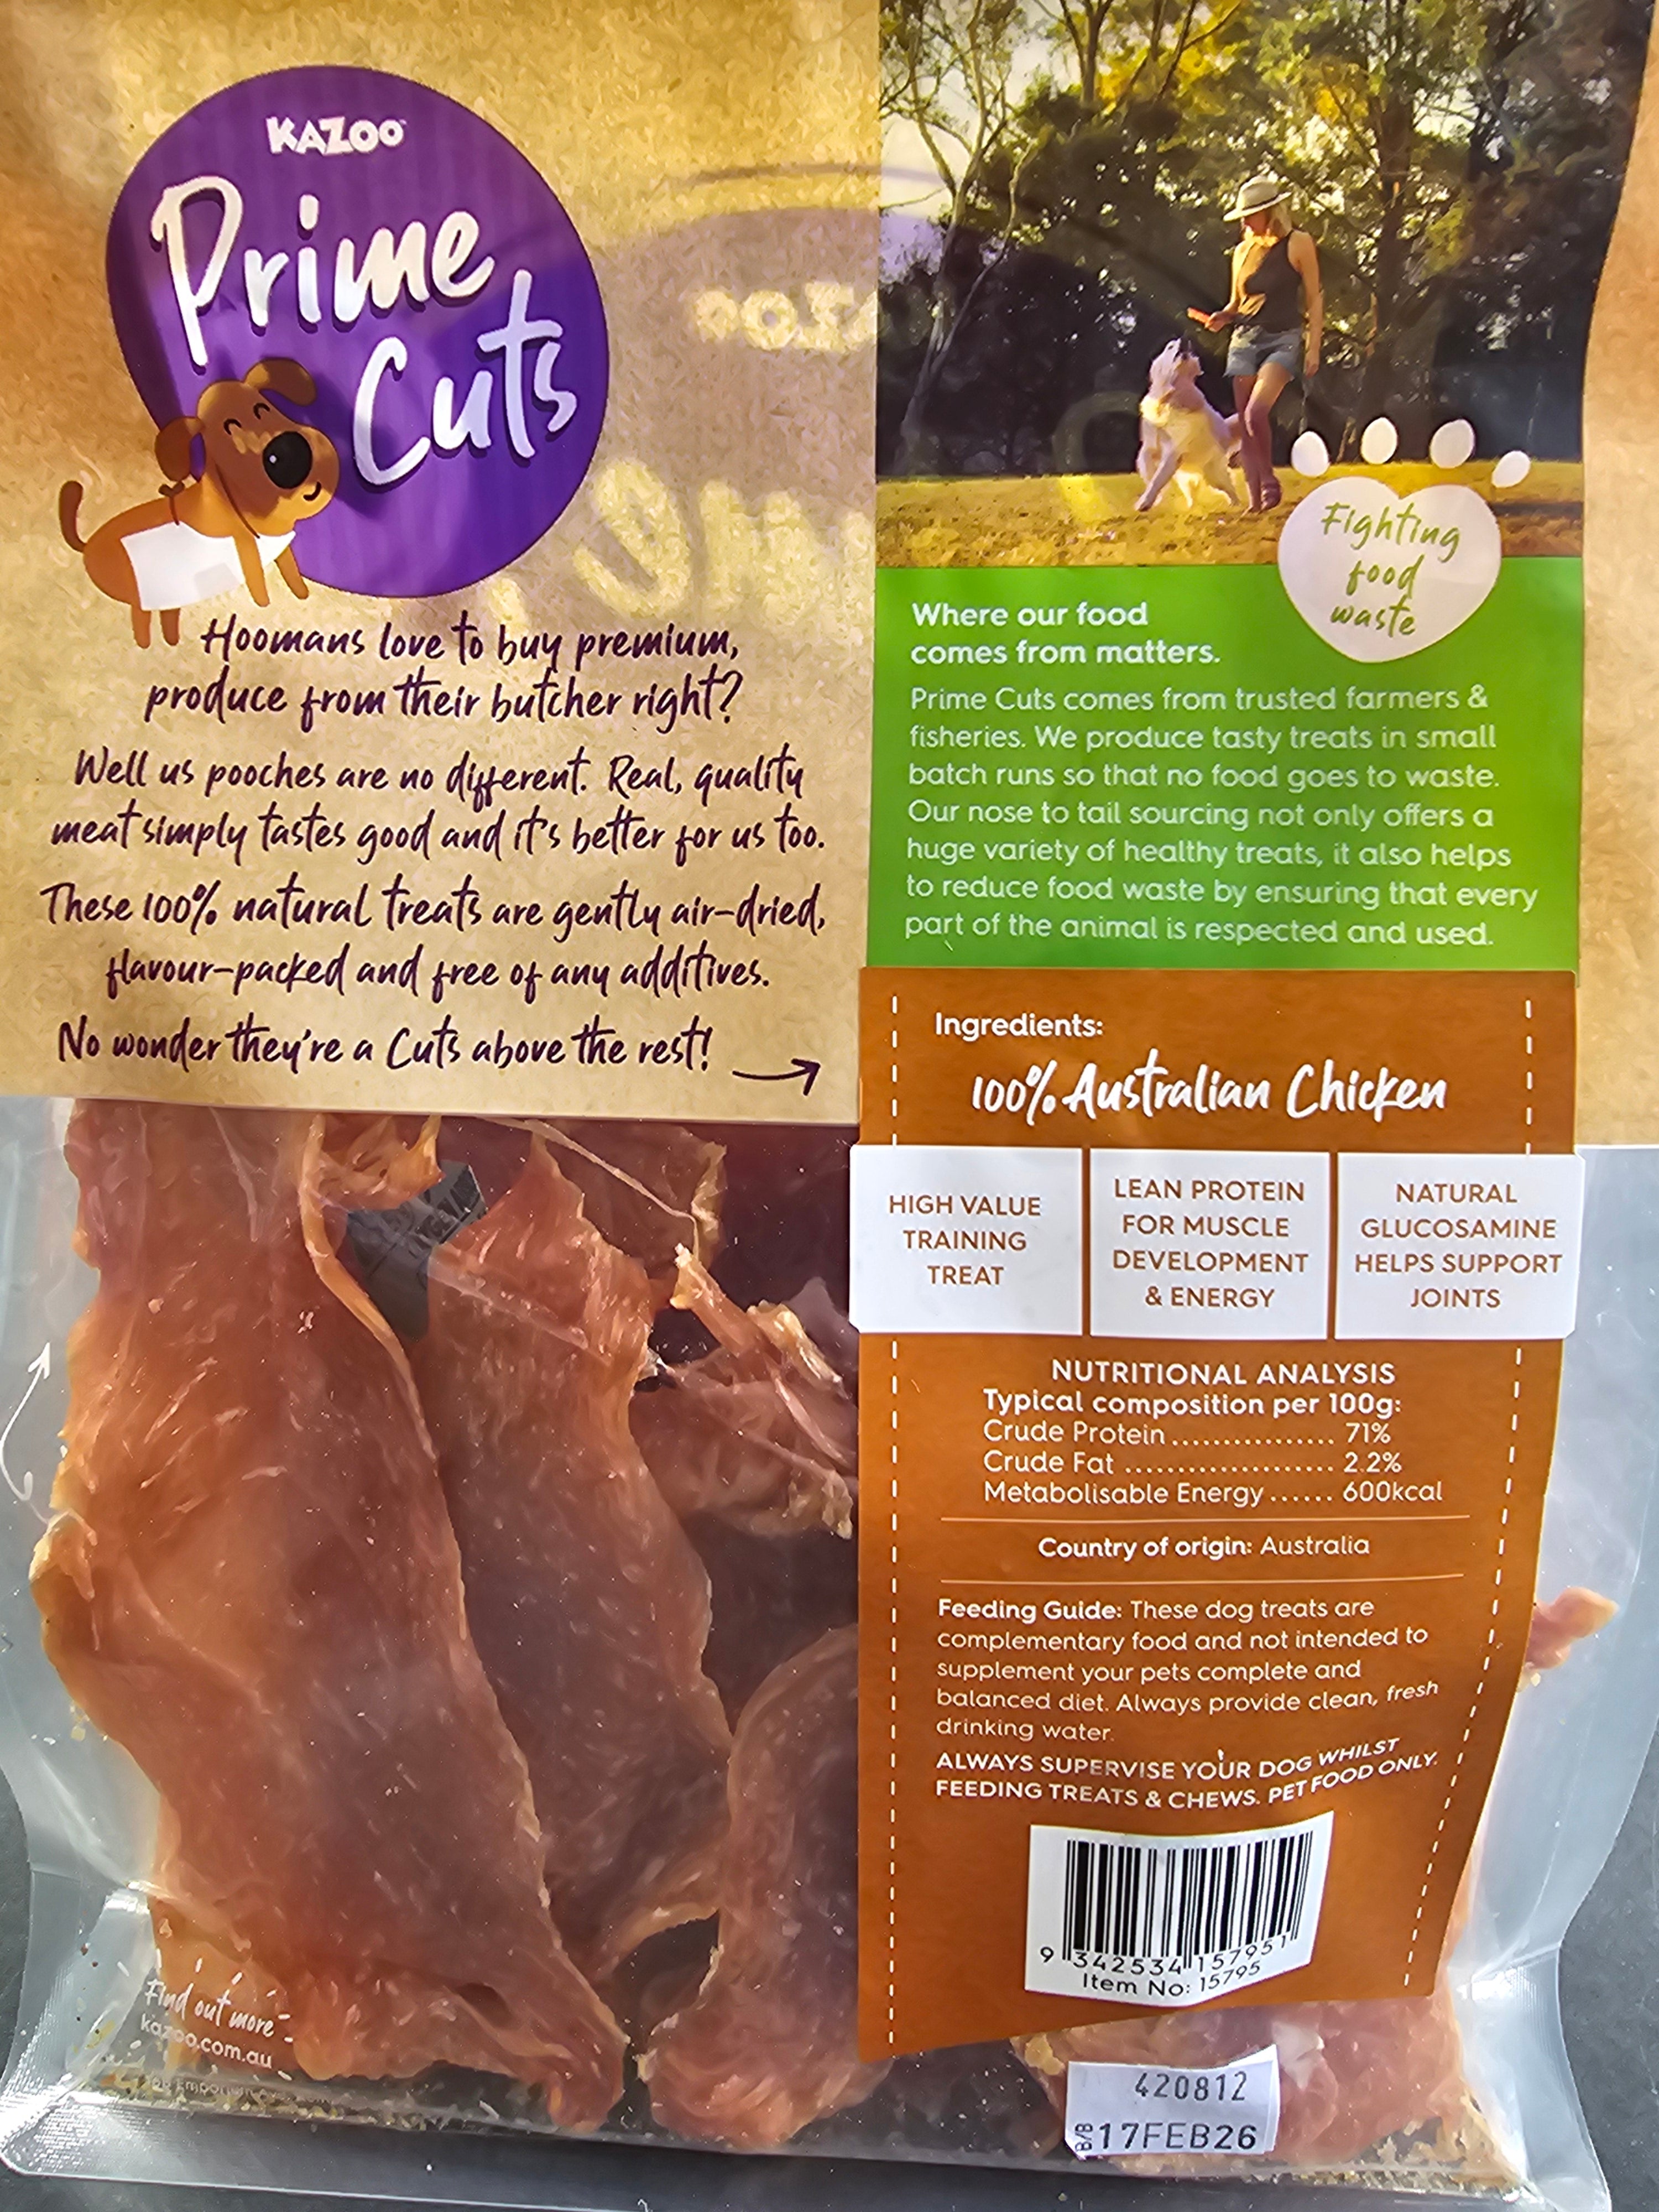 KAZOO
Prime
Cuts
Hoomans love to buy premium,
produce from their butcher right?
Well us pooches are no different. Real, quality
meat simply tastes good and it's better for us too.
These 100% natural treats are gently air-dried,
flavour-packed and free of any additives.
No wonder they're a Cuts above the rest!
Fighting
food
waste
Where our food
comes from matters.
Prime Cuts comes from trusted farmers &
fisheries. We produce tasty treats in small
batch runs so that no food goes to waste.
Our nose to tail sourcing not only offers a
huge variety of healthy treats, it also helps
to reduce food waste by ensuring that every
part of the animal is respected and used.
Ingredients:
100% Australian Chicken
HIGH VALUE
TRAINING
TREAT
LEAN PROTEIN
FOR MUSCLE
DEVELOPMENT
& ENERGY
NATURAL
GLUCOSAMINE
HELPS SUPPORT
JOINTS
NUTRITIONAL ANALYSIS
Typical composition per 100g:
Crude Protein ................ 71%
Crude Fat ..................... 2.2%
Metabolisable Energy ...... 600kcal
Country of origin: Australia
Feeding Guide: These dog treats are
complementary food and not intended to
supplement your pets complete and
balanced diet. Always provide clean, fresh
drinking water.
ALWAYS SUPERVISE YOUR DOG WHILST
FEEDING TREATS & CHEWS. PET FOOD ONLY.
9 342534 157951
Item No: 15795
Find out more -
kazoo.com.au
420812
B/B 17FEB26